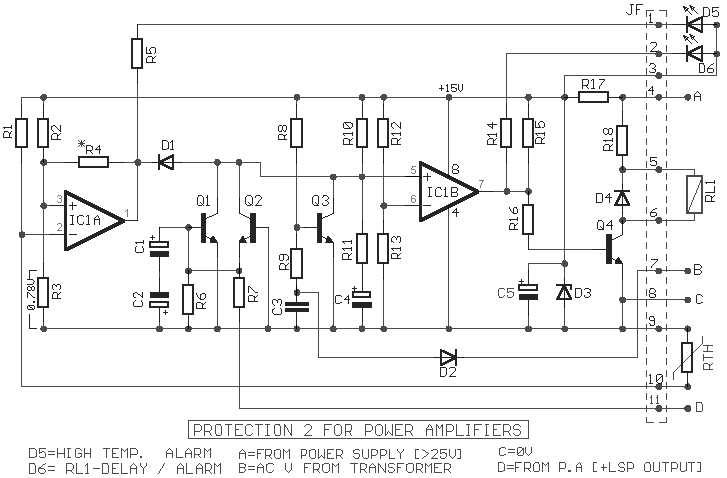 JF
1
D5
2
D6
3
4
A
R5
+15V
R17
R1
R2
*R4
D1
R8
R10
R12
R14
R15
R18
5
RL1
Q1
Q2
Q3
3
+
IC1A
1
2
-
5
+
8
IC1B
7
6
-
4
R16
D4
6
Q4
C1
+
C2
+
R6
R7
R9
C3
R11
C4
+
R13
C5
+
D3
7
B
8
C
0.78V
R3
9
RTH
D2
10
11
D
PROTECTION 2 FOR POWER AMPLIFIERS
D5=HIGH TEMP. ALARM A=FROM POWER SUPPLY [>25V] C=0V
D6= RL1-DELAY / ALARM B=AC V FROM TRANSFORMER D=FROM P.A [+LSP OUTPUT]